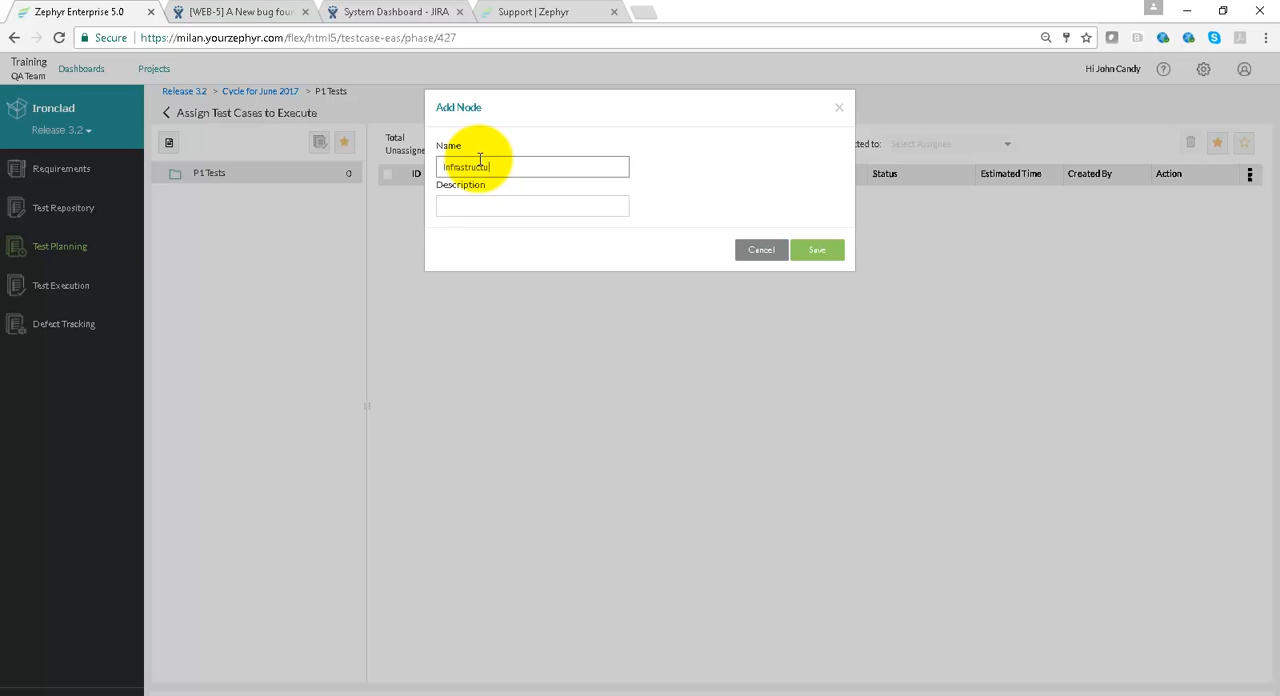 Zephyr Enterprise 5.0
[WEB-5] A New bug foun
System Dashboard - JIRA
Support | Zephyr
Secure
https://milan.yourzephyr.com/flex/html5/testcase-eas/phase/427
Training
QA Team
Dashboards
Projects
Hi John Candy
Ironclad
Release 3.2
Requirements
Test Repository
Test Planning
Test Execution
Defect Tracking
Release 3.2 > Cycle for June 2017 > P1 Tests
Assign Test Cases to Execute
P1 Tests 0
Total
Unassigne
cted to: Select Assignee
ID
Status
Estimated Time
Created By
Action
Add Node
Name
Infrastructu
Description
Cancel
Save